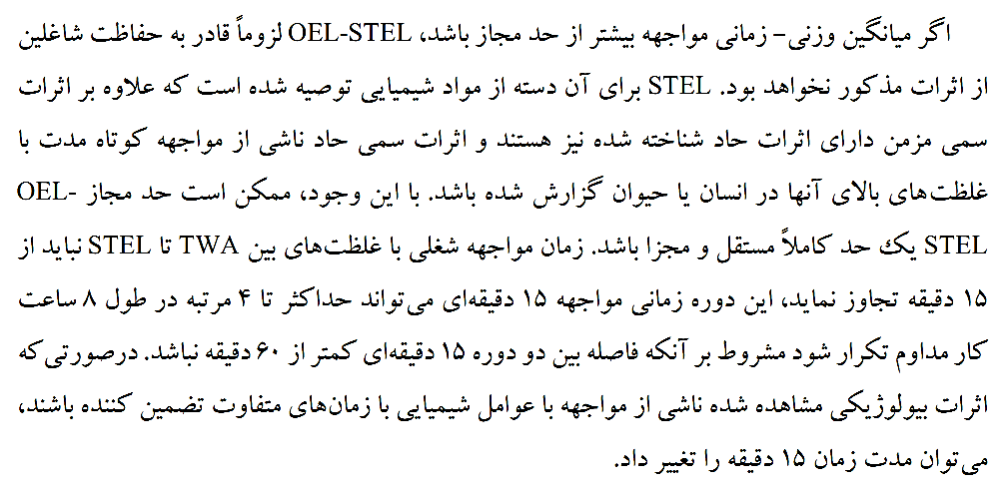 اگر میانگین وزنی- زمانی مواجهه بیشتر از حد مجاز باشد، OEL-STEL لزوماً قادر به حفاظت شاغلین
از اثرات مذکور نخواهد بود. STEL برای آن دسته از مواد شیمیایی توصیه شده است که علاوه بر اثرات
سمی مزمن دارای اثرات حاد شناخته شده نیز هستند و اثرات سمی حاد ناشی از مواجهه کوتاه مدت با
غلظت‌های بالای آنها در انسان یا حیوان گزارش شده باشد. با این وجود، ممکن است حد مجاز OEL-
STEL یک حد کاملاً مستقل و مجزا باشد. زمان مواجهه شغلی با غلظت‌های بین TWA تا STEL نباید از
۱۵ دقیقه تجاوز نماید، این دوره زمانی مواجهه ۱۵ دقیقه‌ای می‌تواند حداکثر تا ۴ مرتبه در طول ۸ ساعت
کار مداوم تکرار شود مشروط بر آنکه فاصله بین دو دوره ۱۵ دقیقه‌ای کمتر از ۶۰ دقیقه نباشد. درصورتی‌که
اثرات بیولوژیکی مشاهده شده ناشی از مواجهه با عوامل شیمیایی با زمان‌های متفاوت تضمین کننده باشند،
می‌توان مدت زمان ۱۵ دقیقه را تغییر داد.